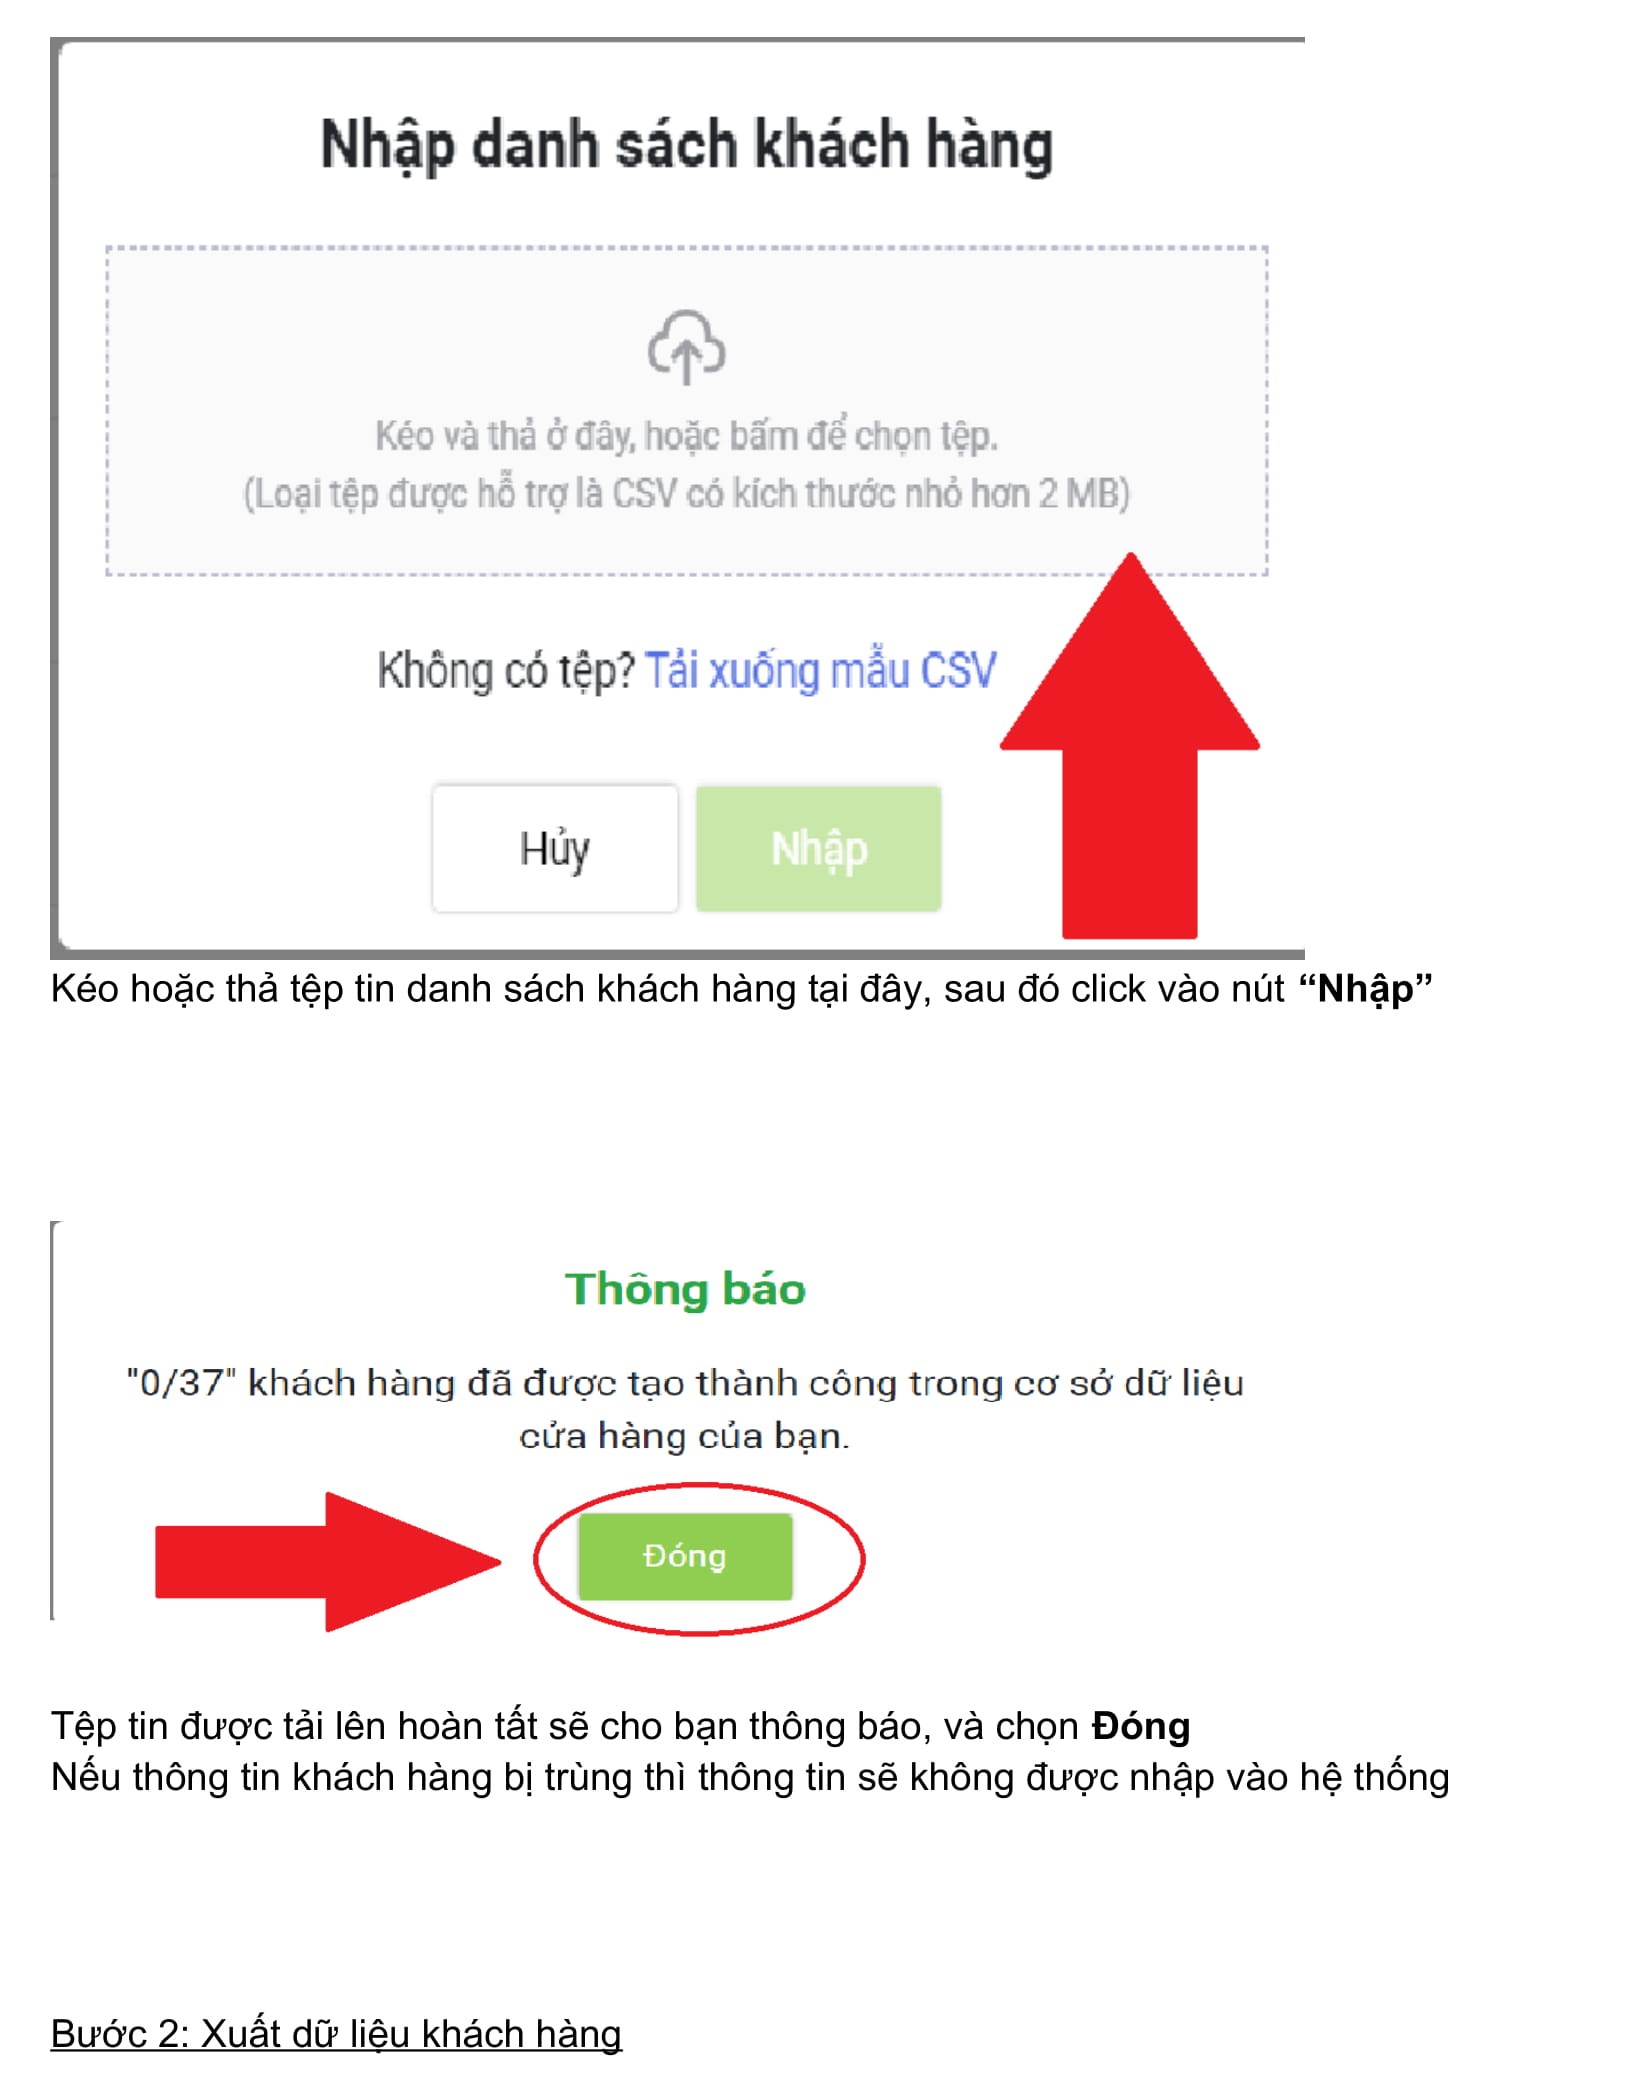 Nhập danh sách khách hàng
Kéo và thả ở đây, hoặc bấm để chọn tệp.
(Loại tệp được hỗ trợ là CSV có kích thước nhỏ hơn 2 MB)
Không có tệp? Tải xuống mẫu CSV
Hủy Nhập
Kéo hoặc thả tệp tin danh sách khách hàng tại đây, sau đó click vào nút “Nhập”
Thông báo
"0/37" khách hàng đã được tạo thành công trong cơ sở dữ liệu
cửa hàng của bạn.
Đóng
Tệp tin được tải lên hoàn tất sẽ cho bạn thông báo, và chọn Đóng
Nếu thông tin khách hàng bị trùng thì thông tin sẽ không được nhập vào hệ thống
Bước 2: Xuất dữ liệu khách hàng